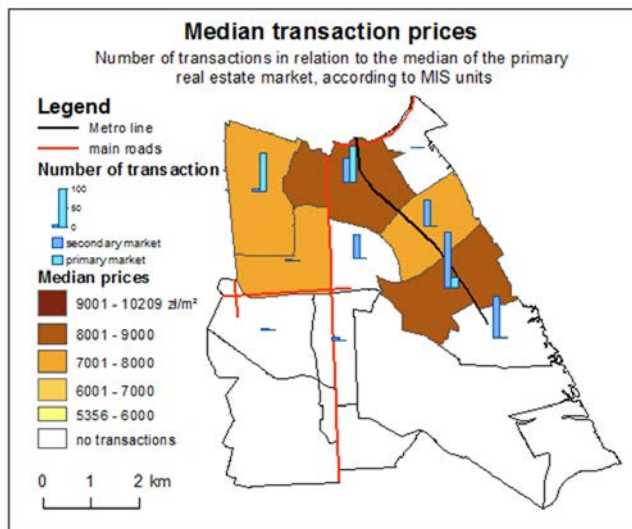 Median transaction prices
Number of transactions in relation to the median of the primary
real estate market, according to MIS units
Legend
Metro line
main roads
Number of transaction
100
50
0
secondary market
primary market
Median prices
9001 - 10209 zł/m²
8001 - 9000
7001 - 8000
6001 - 7000
5356 - 6000
no transactions
0 1 2 km